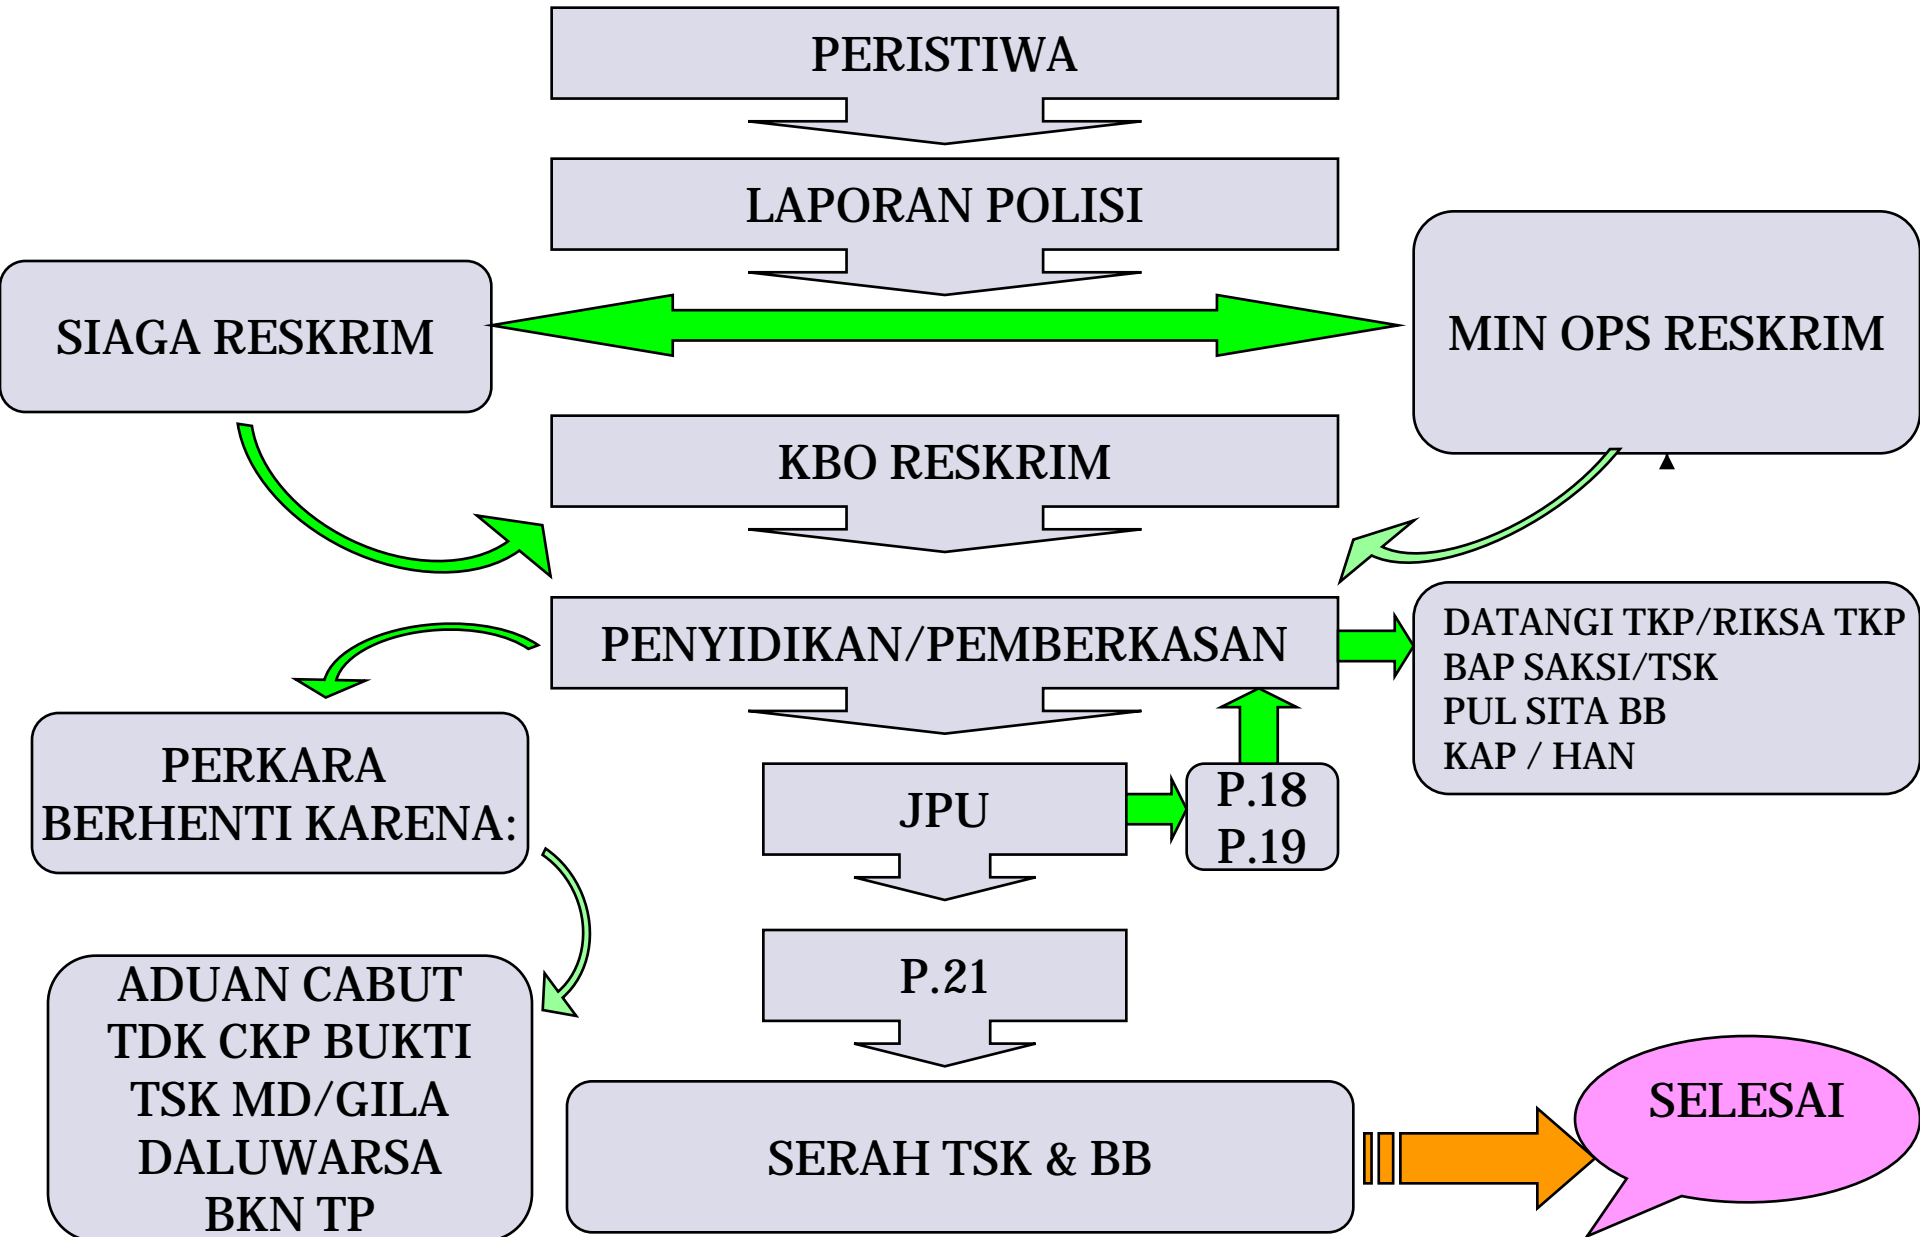 PERISTIWA
LAPORAN POLISI
SIAGA RESKRIM
MIN OPS RESKRIM
KBO RESKRIM
PENYIDIKAN/PEMBERKASAN
DATANGI TKP/RIKSA TKP
BAP SAKSI/TSK
PUL SITA BB
KAP / HAN
PERKARA
BERHENTI KARENA:
JPU
P.18
P.19
ADUAN CABUT
TDK CKP BUKTI
TSK MD/GILA
DALUWARSA
BKN TP
P.21
SERAH TSK & BB
SELESAI